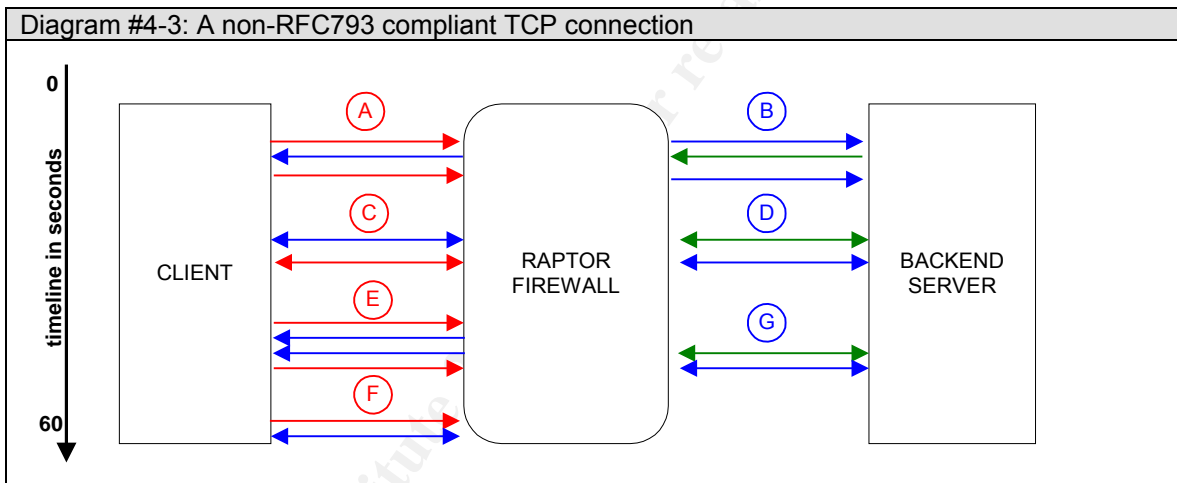 Diagram #4-3: A non-RFC793 compliant TCP connection
0
timeline in seconds
60
CLIENT
A
C
E
F
RAPTOR
FIREWALL
B
D
G
BACKEND
SERVER